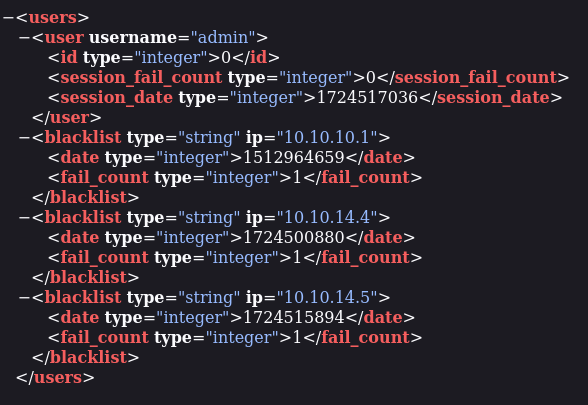 −<users>
−<user username="admin">
<id type="integer">0</id>
<session_fail_count type="integer">0</session_fail_count>
<session_date type="integer">1724517036</session_date>
</user>
−<blacklist type="string" ip="10.10.10.1">
<date type="integer">1512964659</date>
<fail_count type="integer">1</fail_count>
</blacklist>
−<blacklist type="string" ip="10.10.14.4">
<date type="integer">1724500880</date>
<fail_count type="integer">1</fail_count>
</blacklist>
−<blacklist type="string" ip="10.10.14.5">
<date type="integer">1724515894</date>
<fail_count type="integer">1</fail_count>
</blacklist>
</users>